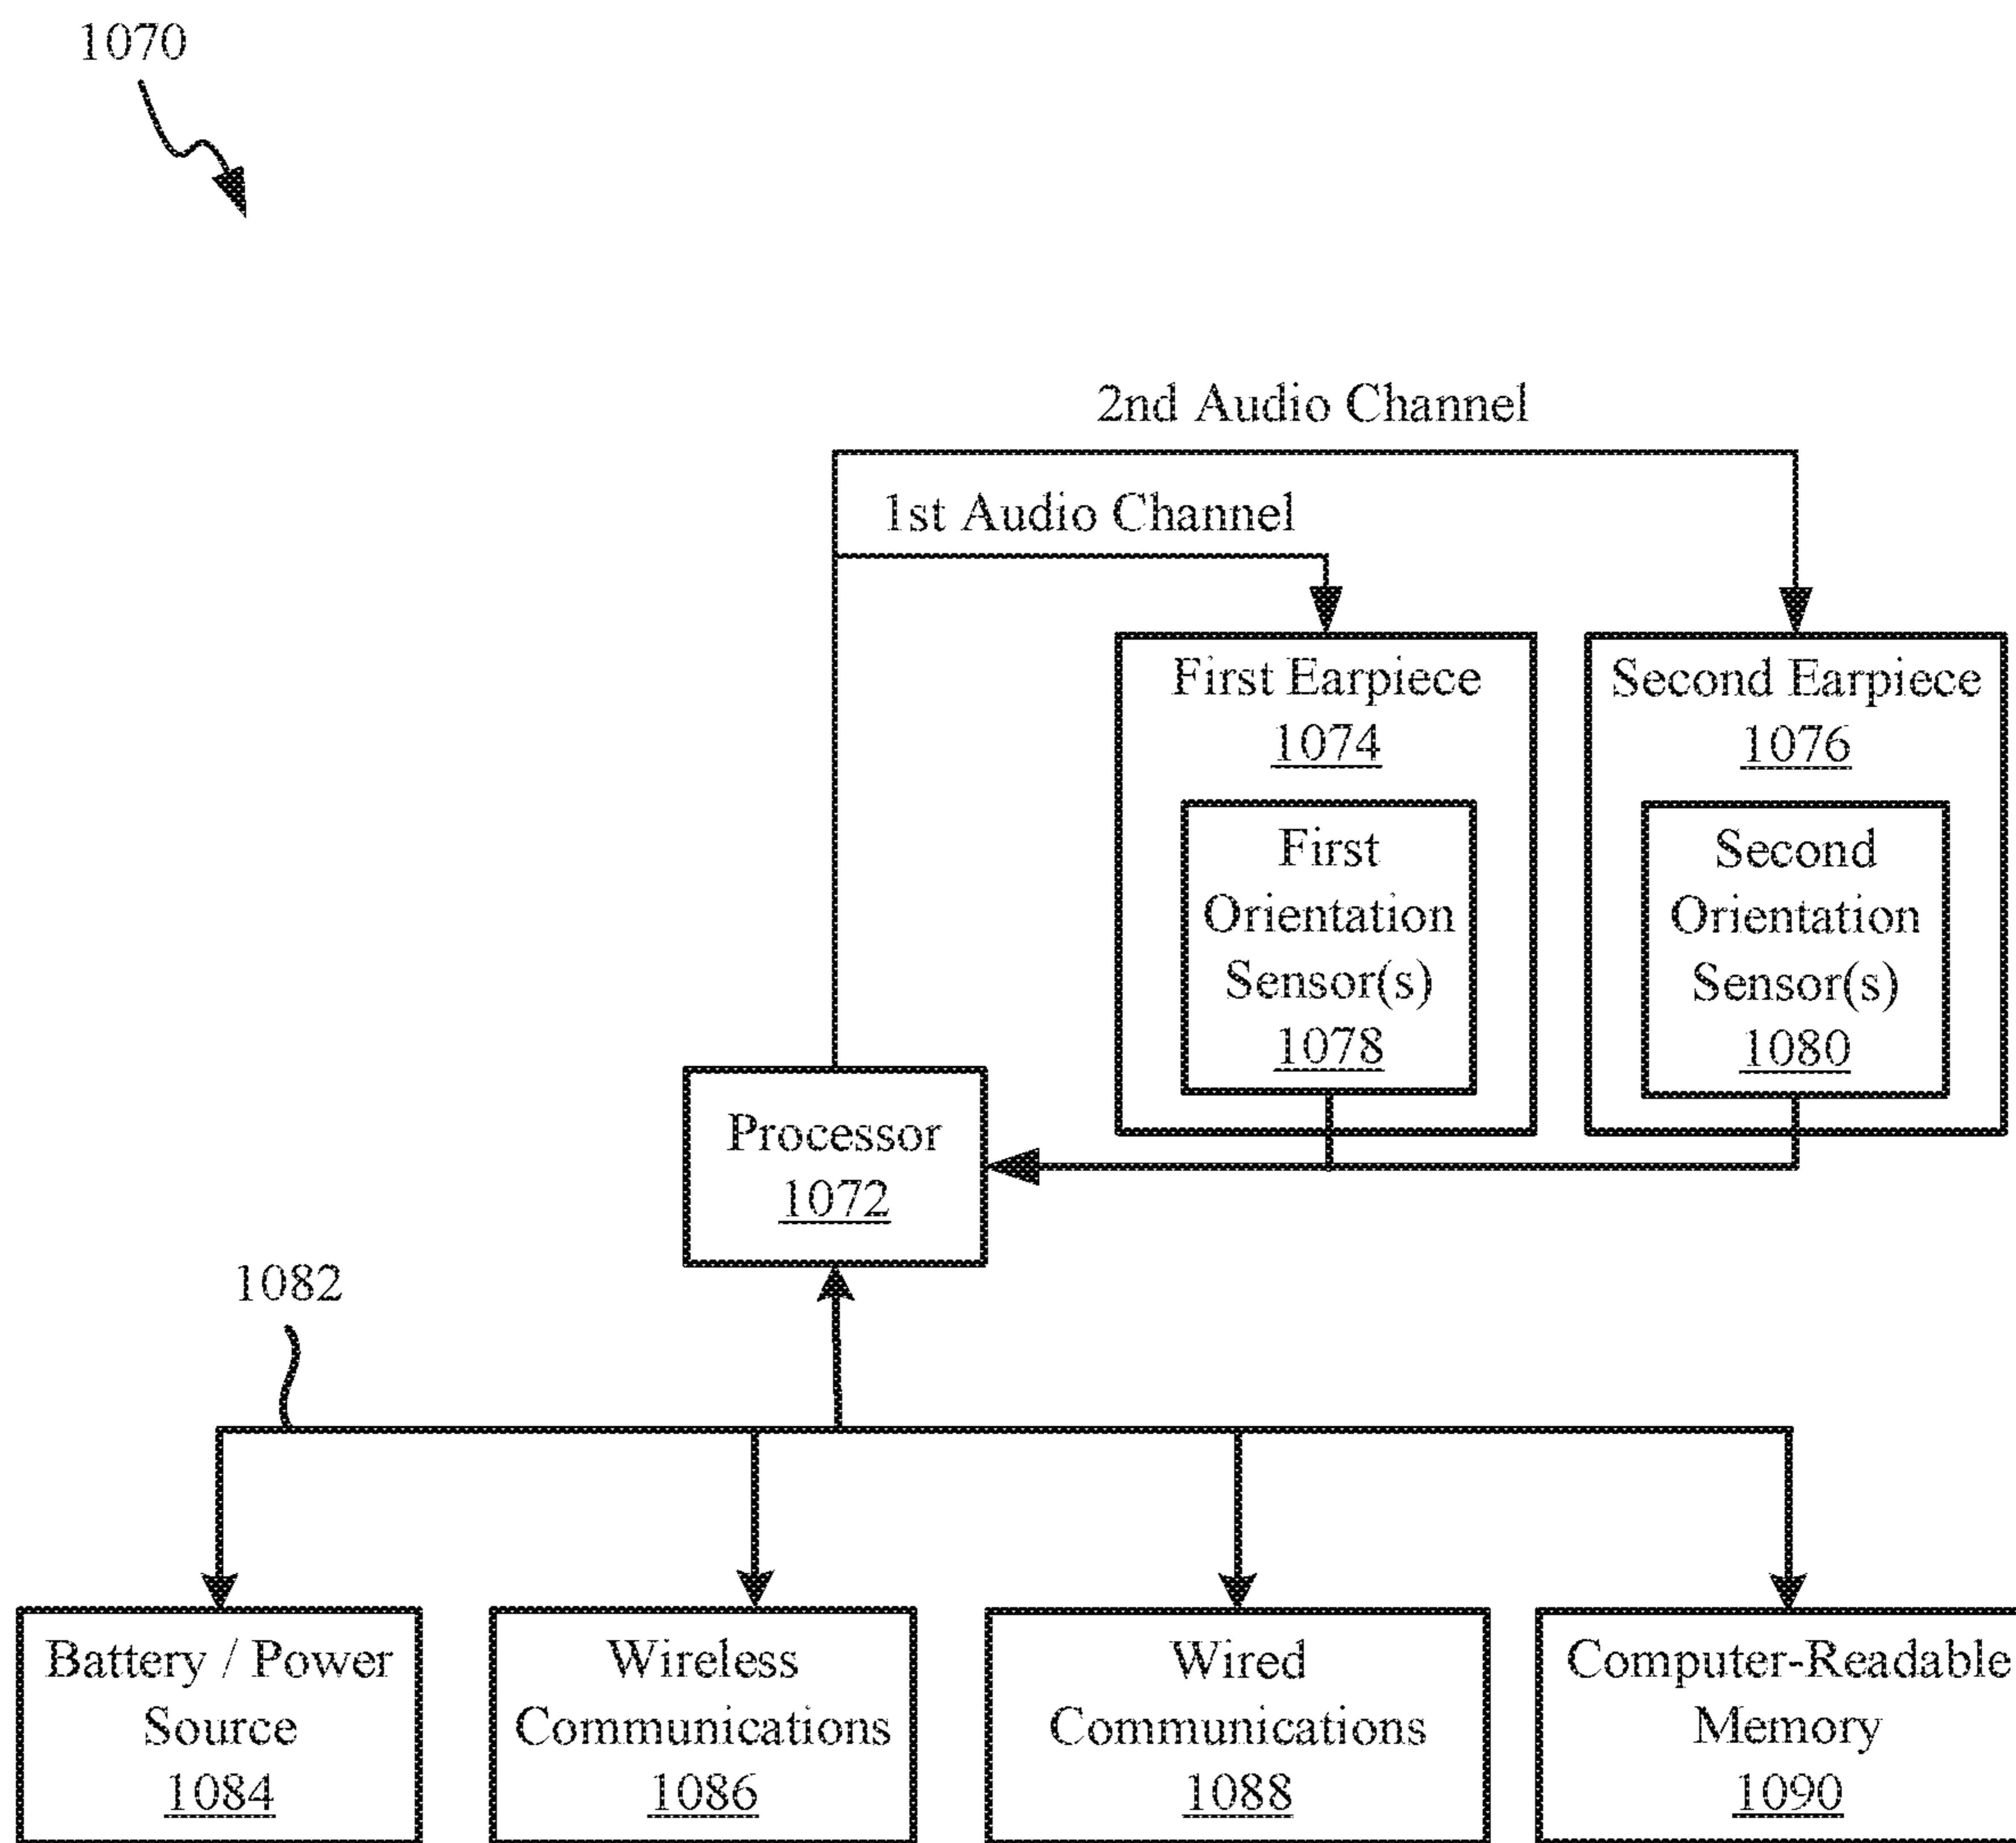 1070
2nd Audio Channel
1st Audio Channel
First Earpiece
1074
First
Orientation
Sensor(s)
1078
Second Earpiece
1076
Second
Orientation
Sensor(s)
1080
Processor
1072
1082
Battery / Power
Source
1084
Wireless
Communications
1086
Wired
Communications
1088
Computer-Readable
Memory
1090